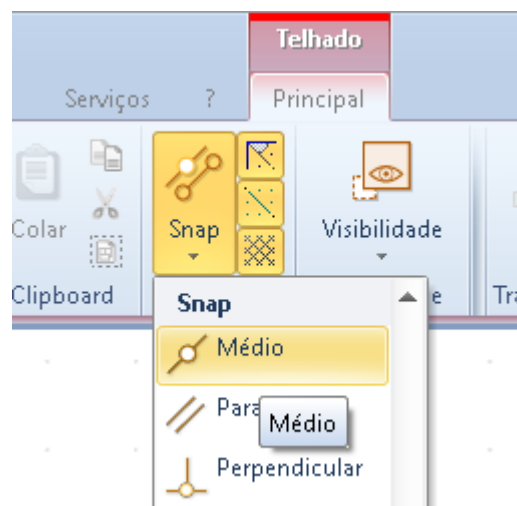 Telhado
Serviços ? Principal
Colar
Snap
Visibilidade
Clipboard
e
Tra
Snap
Médio
Para
Médio
Perpendicular